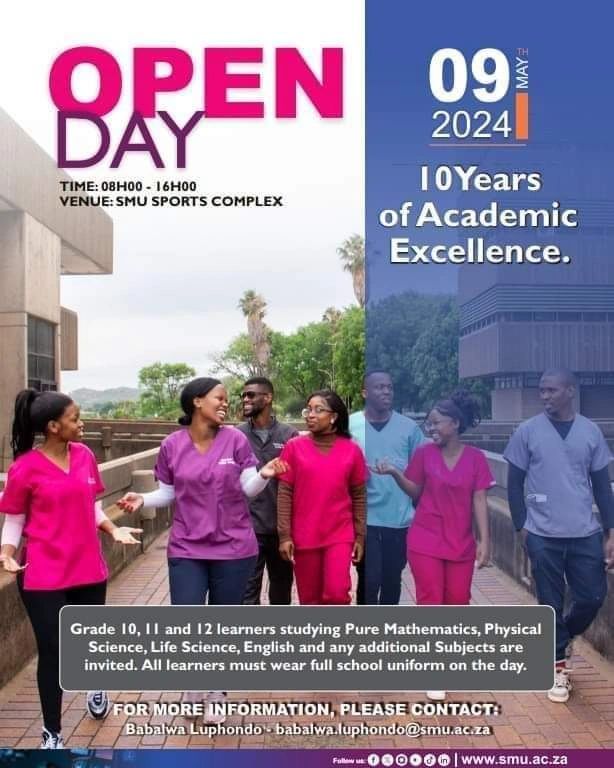 OPEN
DAY
TIME: 08H00 - 16H00
VENUE: SMU SPORTS COMPLEX
09 MAY TH
2024
10Years
of Academic
Excellence.
Grade 10, 11 and 12 learners studying Pure Mathematics, Physical
Science, Life Science, English and any additional Subjects are
invited. All learners must wear full school uniform on the day.
FOR MORE INFORMATION, PLEASE CONTACT:
Babalwa Luphondo - babalwa.luphondo@smu.ac.za
Follow us: | www.smu.ac.za